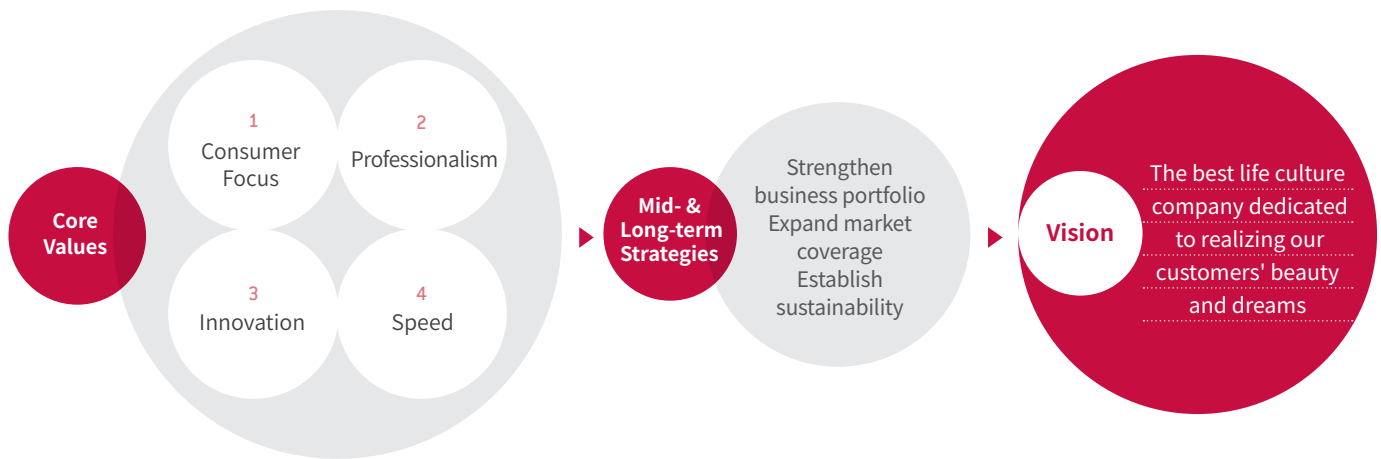 Core
Values
1
Consumer
Focus
2
Professionalism
3
Innovation
4
Speed
Mid- &
Long-term
Strategies
Strengthen
business portfolio
Expand market
coverage
Establish
sustainability
Vision
The best life culture
company dedicated
to realizing our
customers' beauty
and dreams